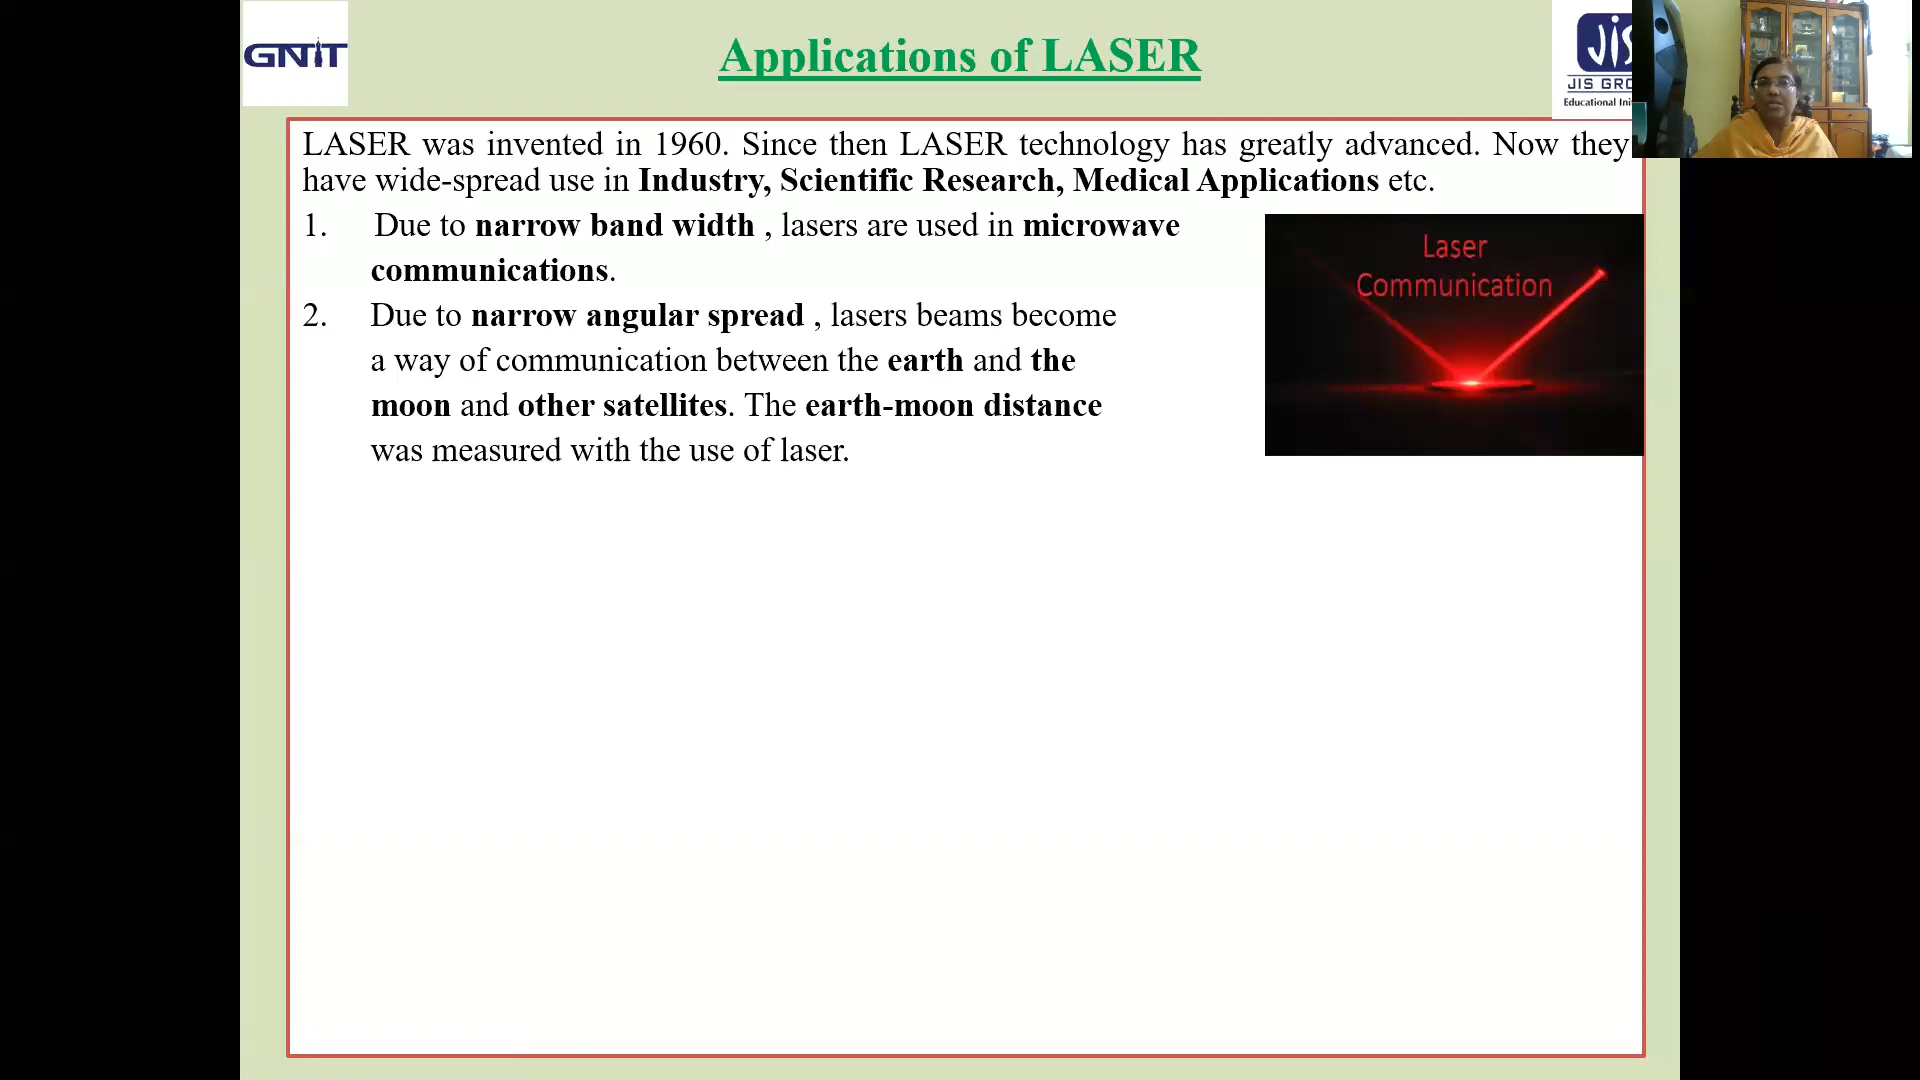 GNIT
Applications of LASER
JIS GRO
Educational Ini
LASER was invented in 1960. Since then LASER technology has greatly advanced. Now they
have wide-spread use in Industry, Scientific Research, Medical Applications etc.
1. Due to narrow band width , lasers are used in microwave
communications.
2. Due to narrow angular spread , lasers beams become
a way of communication between the earth and the
moon and other satellites. The earth-moon distance
was measured with the use of laser.
Laser
Communication